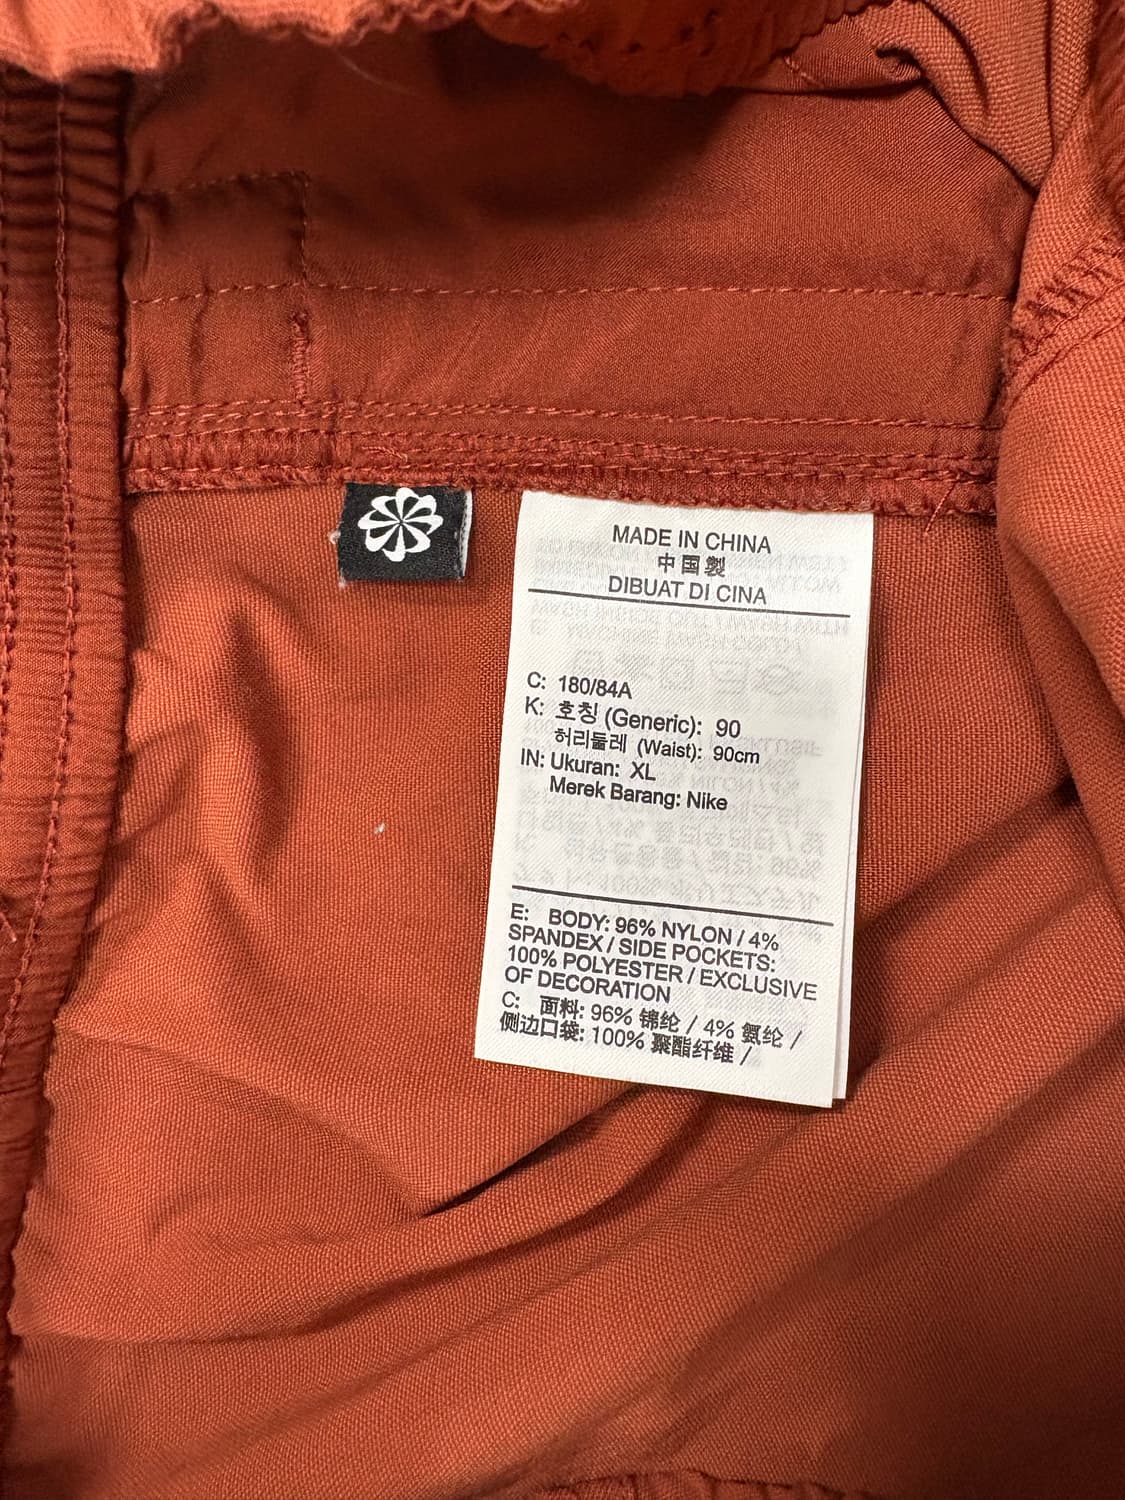 MADE IN CHINA
中国製
DIBUAT DI CINA
C: 180/84A
K: 호칭 (Generic): 90
허리둘레 (Waist): 90cm
IN: Ukuran: XL
Merek Barang: Nike
E: BODY: 96% NYLON / 4%
SPANDEX / SIDE POCKETS:
100% POLYESTER / EXCLUSIVE
OF DECORATION
C: 面料: 96% 锦纶 / 4% 氨纶 /
侧边口袋: 100% 聚酯纤维 /